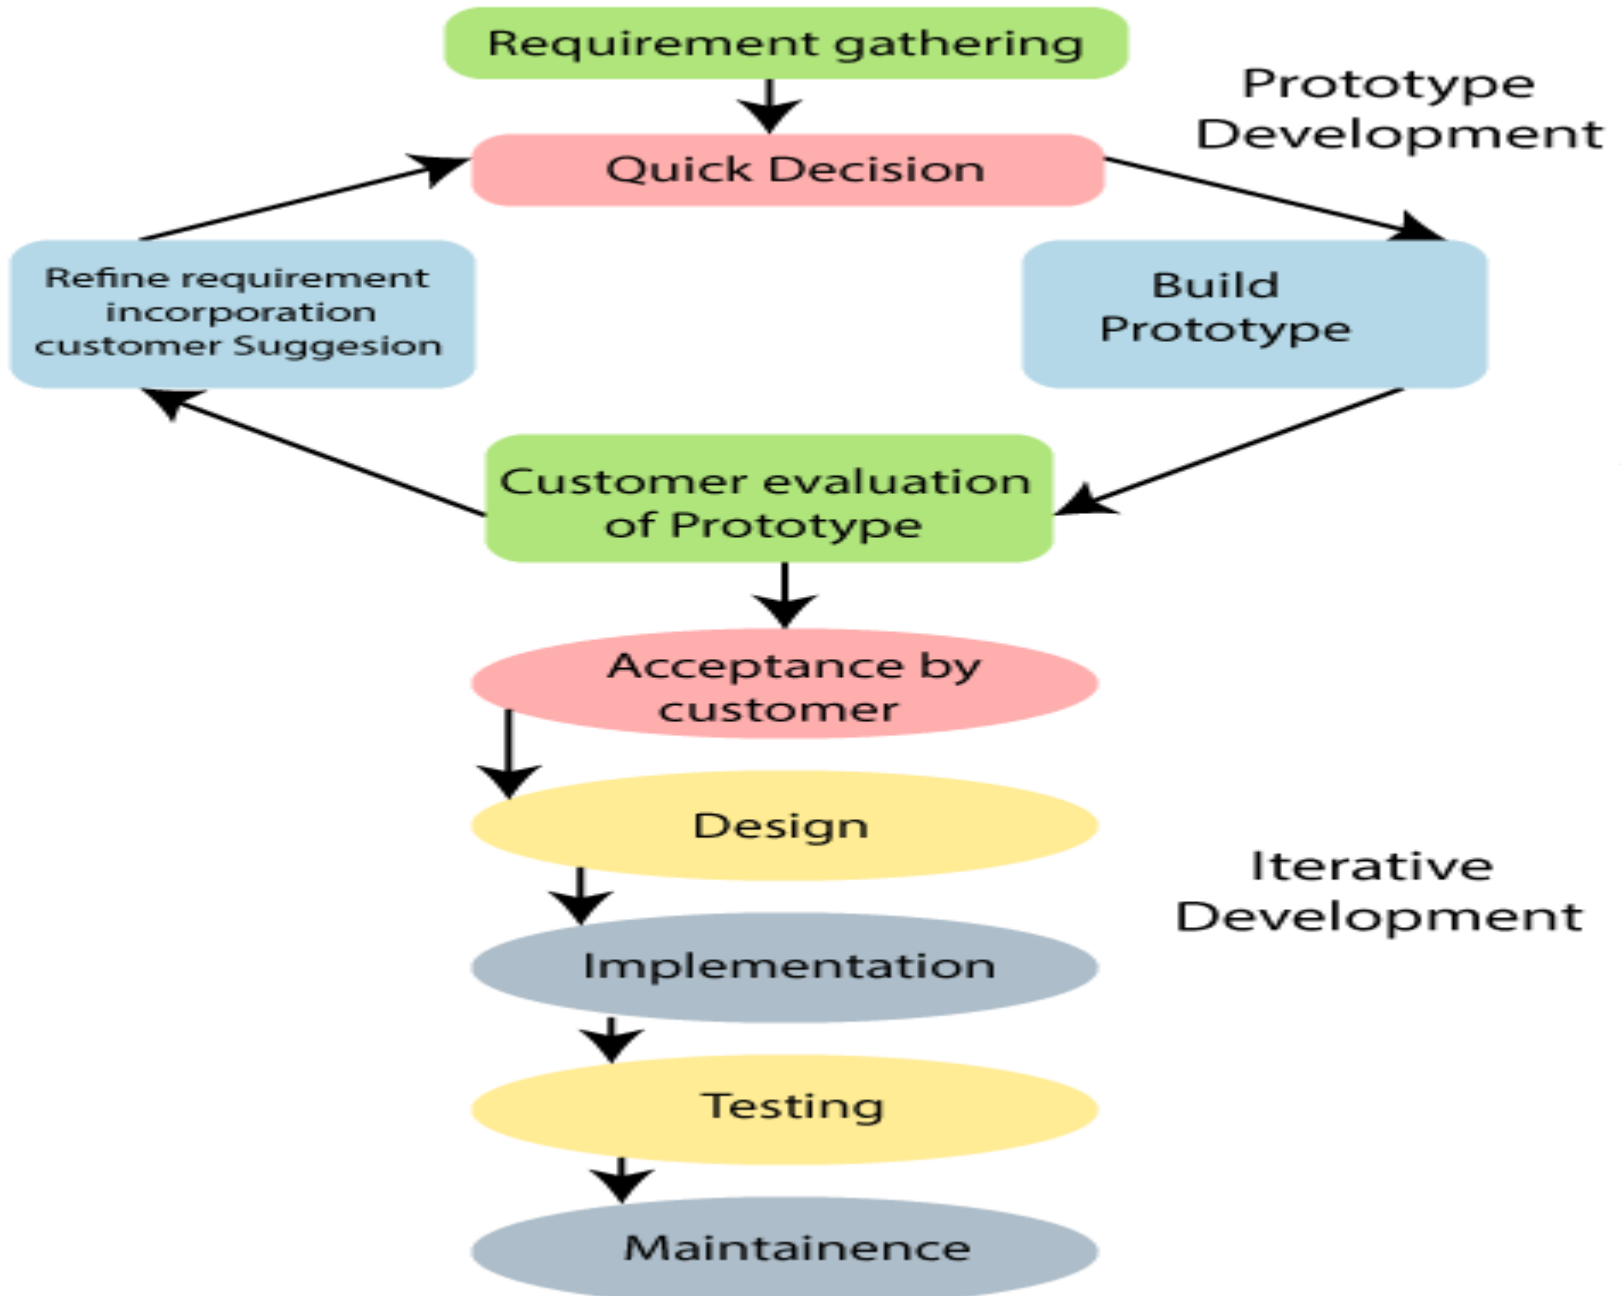 Requirement gathering
Prototype
Development
Quick Decision
Refine requirement
incorporation
customer Suggesion
Build
Prototype
Customer evaluation
of Prototype
Acceptance by
customer
Design
Iterative
Development
Implementation
Testing
Maintainence